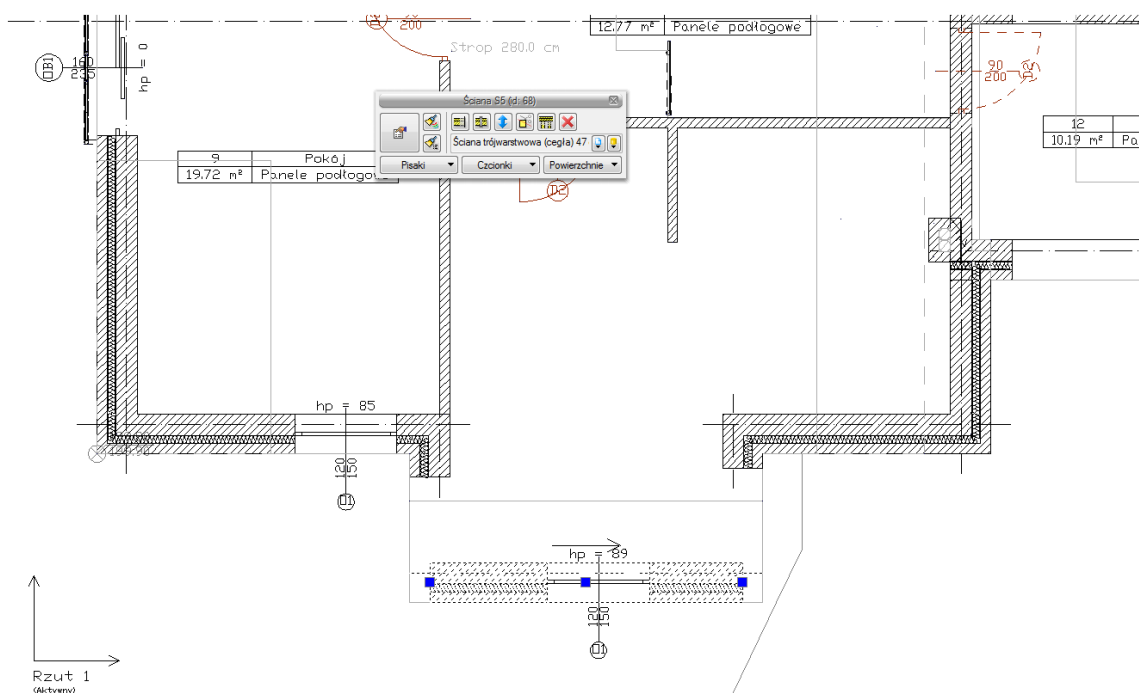 12.77 m² Panele podłogowe
200
Strop 280.0 cm
OB1
160
235
hp = 0
Ściana S5 (id: 68)
Ściana trójwarstwowa (cegła) 47
Pisaki Czcionki Powierzchnie
9 Pokój
19.72 m² Panele podłogowe
D2
90
200
D2
12
10.19 m²
hp = 85
120
150
O1
hp = 89
120
150
O1
Rzut 1
(Aktywny)